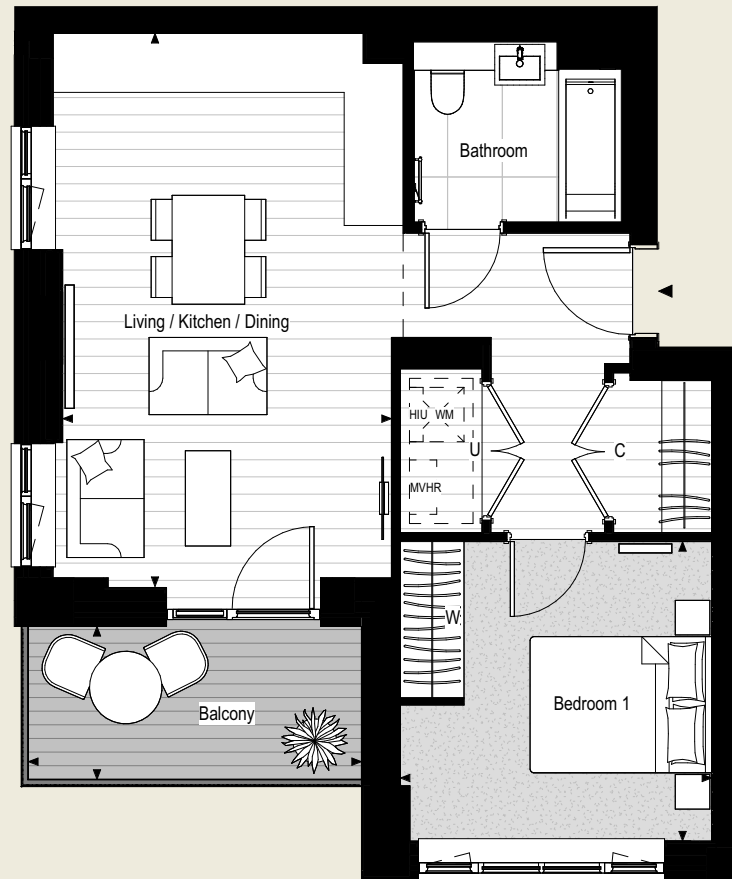 Bathroom
Living / Kitchen / Dining
HIU WM
U
C
MVHR
W
Bedroom 1
Balcony